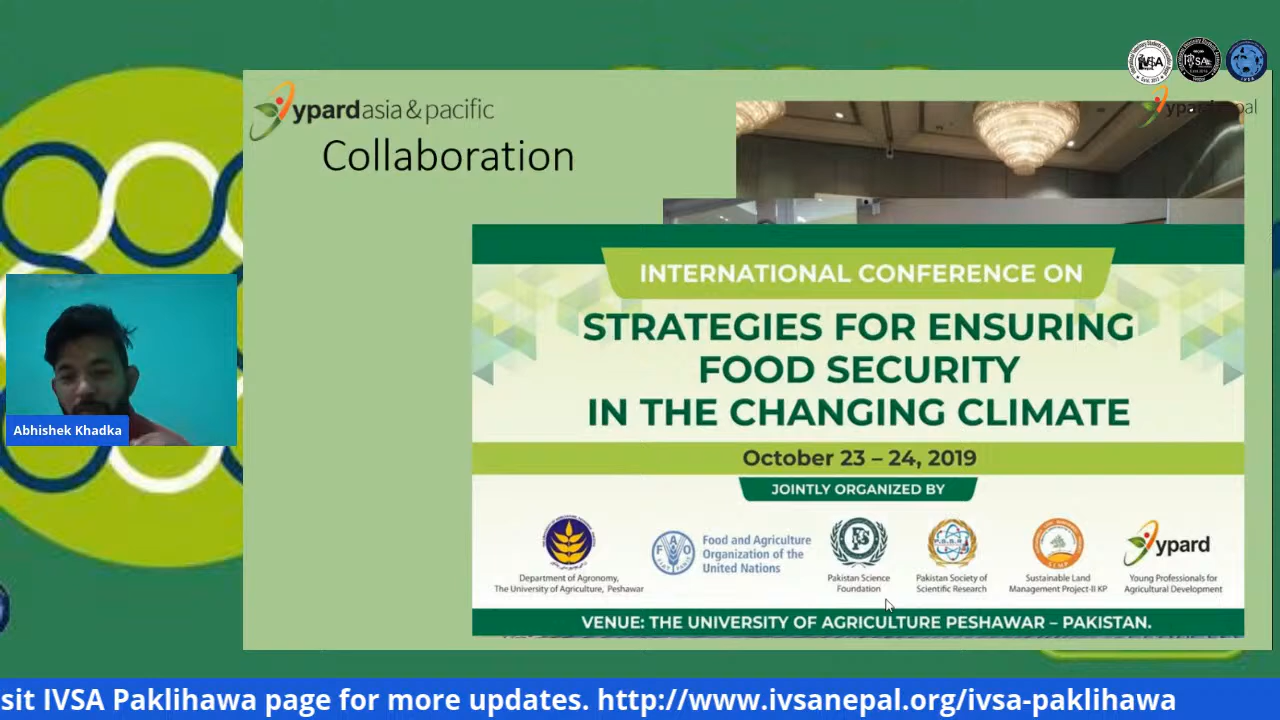 ypard asia & pacific
Collaboration
INTERNATIONAL CONFERENCE ON
STRATEGIES FOR ENSURING
FOOD SECURITY
IN THE CHANGING CLIMATE
October 23 – 24, 2019
JOINTLY ORGANIZED BY
Department of Agronomy,
The University of Agriculture, Peshawar
FAO
Food and Agriculture
Organization of the
United Nations
Pakistan Science
Foundation
Pakistan Society of
Scientific Research
Sustainable Land
Management Project-II KP
ypard
Young Professionals for
Agricultural Development
VENUE: THE UNIVERSITY OF AGRICULTURE PESHAWAR – PAKISTAN.
Abhishek Khadka
IVSA
sit IVSA Paklihawa page for more updates. http://www.ivsanepal.org/ivsa-paklihawa